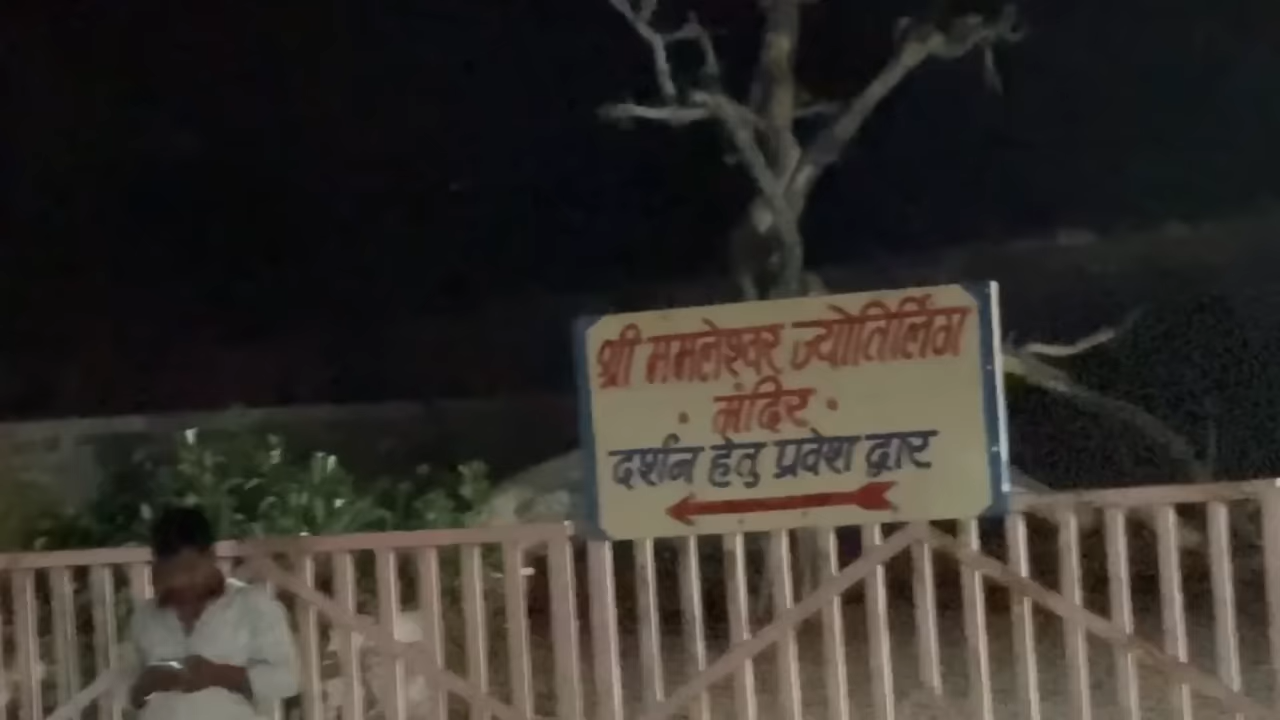 श्री ममलेश्वर ज्योतिर्लिंग
• मंदिर •
दर्शन हेतु प्रवेश द्वार